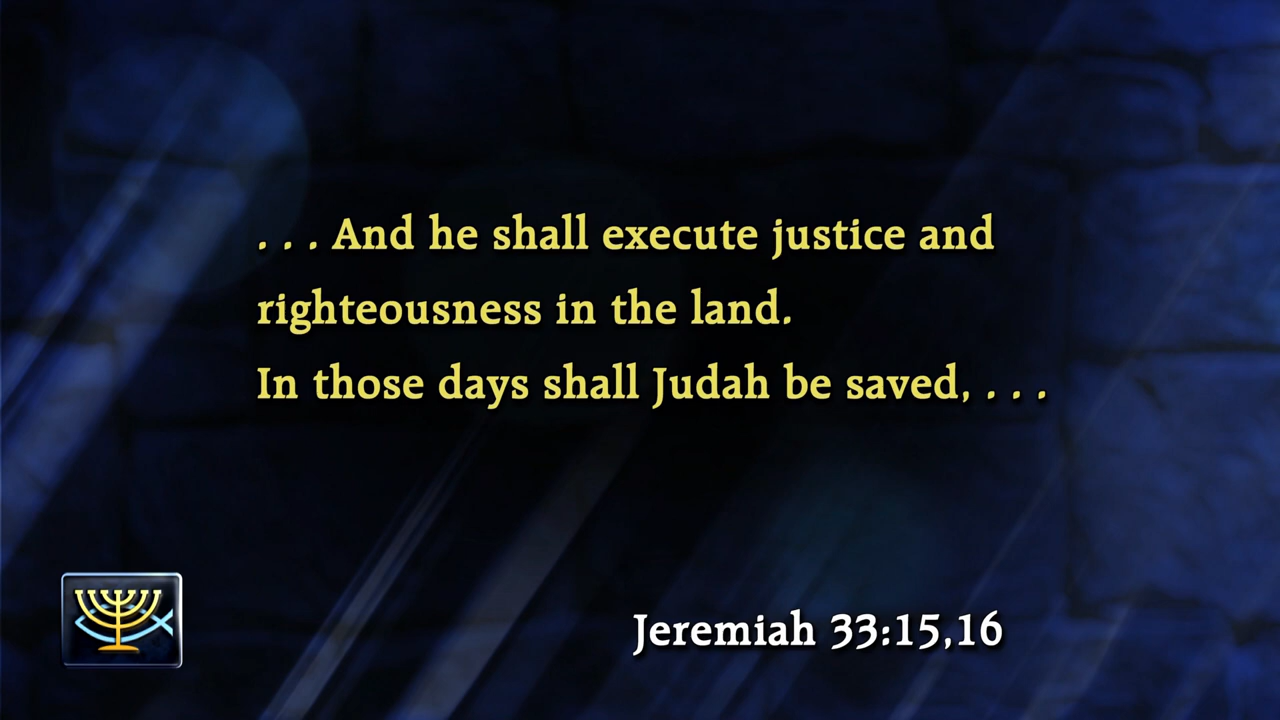 . . . And he shall execute justice and
righteousness in the land.
In those days shall Judah be saved, . . .
Jeremiah 33:15,16